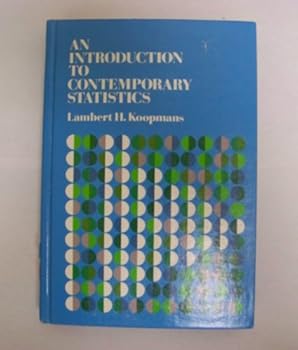 AN
INTRODUCTION
TO
CONTEMPORARY
STATISTICS
Lambert H. Koopmans